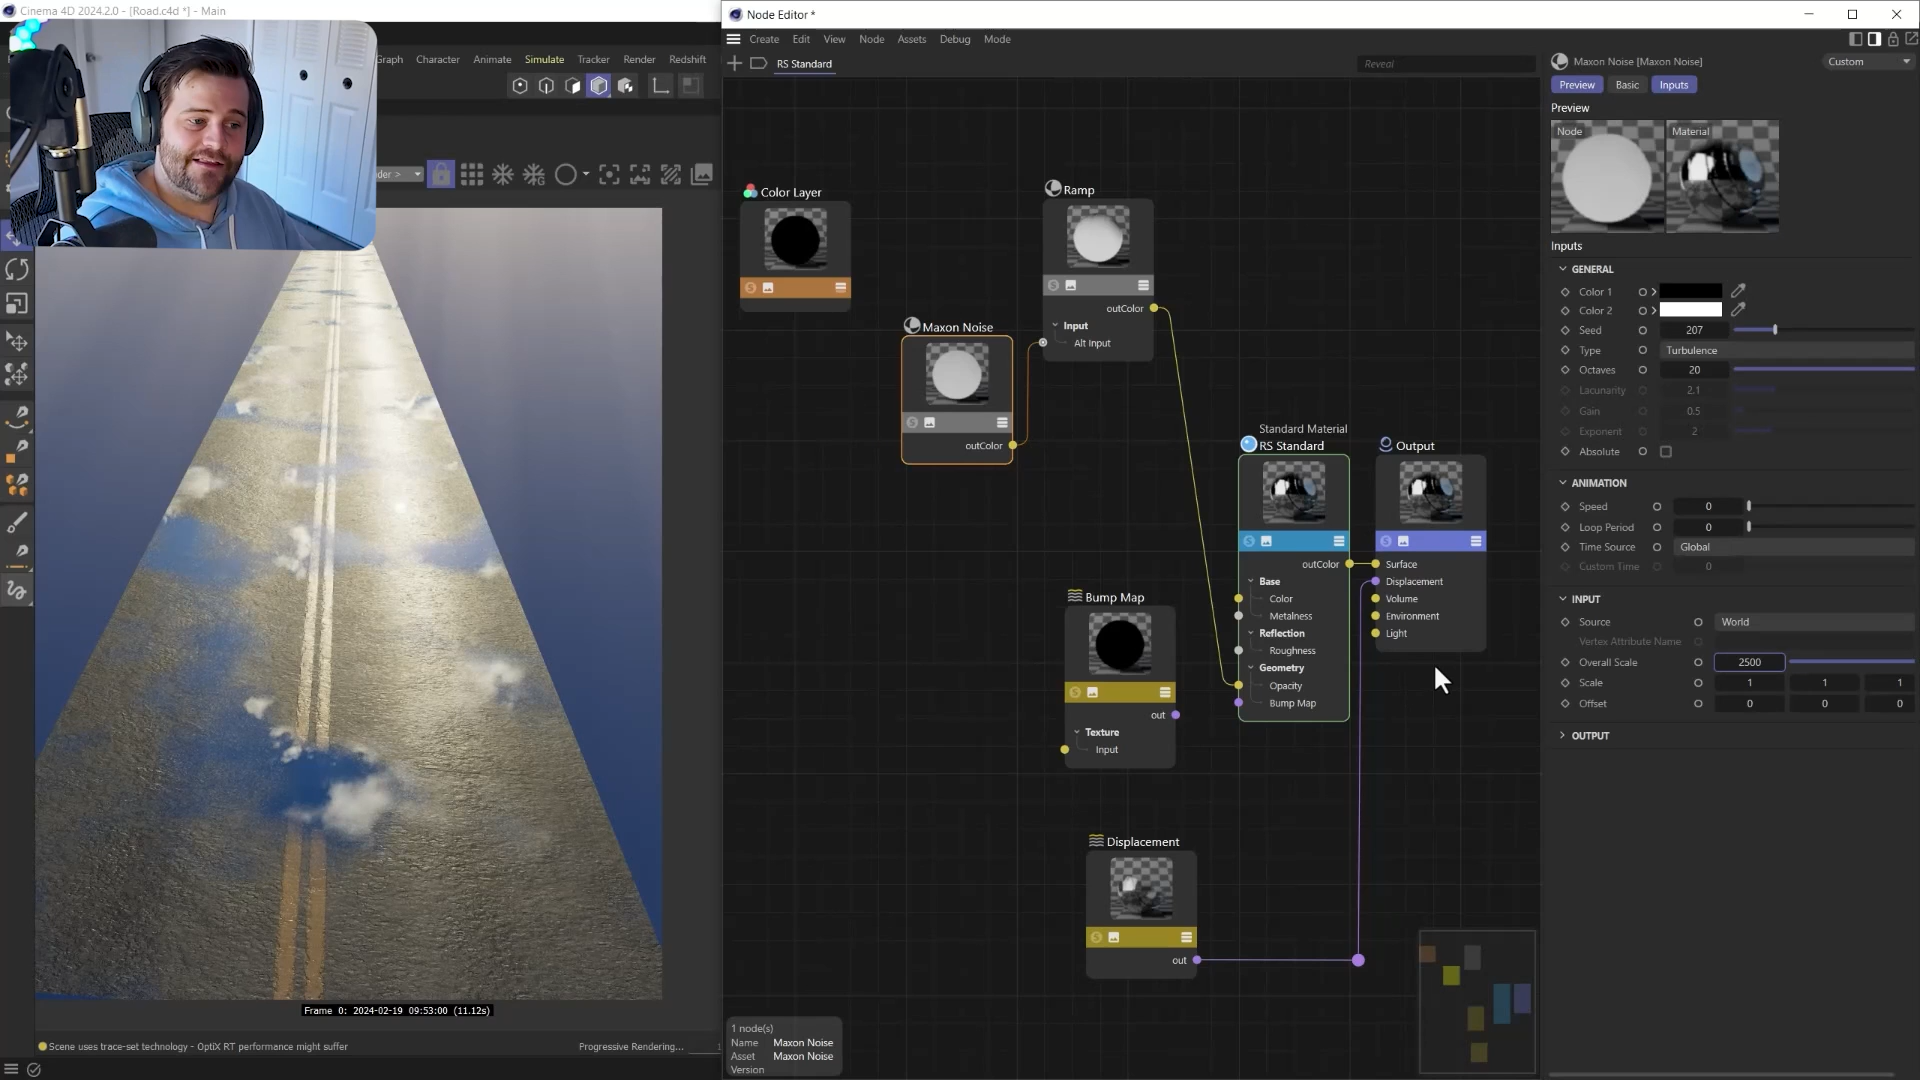 Cinema 4D 2024.2.0 - [Road.c4d *] - Main
Graph Character Animate Simulate Tracker Render Redshift
Frame 0: 2024-02-19 09:53:00 (11.12s)
Scene uses trace-set technology - OptiX RT performance might suffer
Progressive Rendering...
Node Editor *
Create Edit View Node Assets Debug Mode
RS Standard
Reveal
Color Layer
Ramp
outColor
Input
Alt Input
Maxon Noise
outColor
Standard Material
RS Standard
outColor
Base
Color
Metalness
Reflection
Roughness
Geometry
Opacity
Bump Map
Output
Surface
Displacement
Volume
Environment
Light
Bump Map
out
Texture
Input
Displacement
out
1 node(s)
Name Maxon Noise
Asset Maxon Noise
Version
Maxon Noise [Maxon Noise]
Custom
Preview Basic Inputs
Preview
Node
Material
Inputs
GENERAL
Color 1
Color 2
Seed 207
Type Turbulence
Octaves 20
Lacunarity 2.1
Gain 0.5
Exponent 2
Absolute
ANIMATION
Speed 0
Loop Period 0
Time Source Global
Custom Time 0
INPUT
Source World
Vertex Attribute Name
Overall Scale 2500
Scale 1 1 1
Offset 0 0 0
OUTPUT